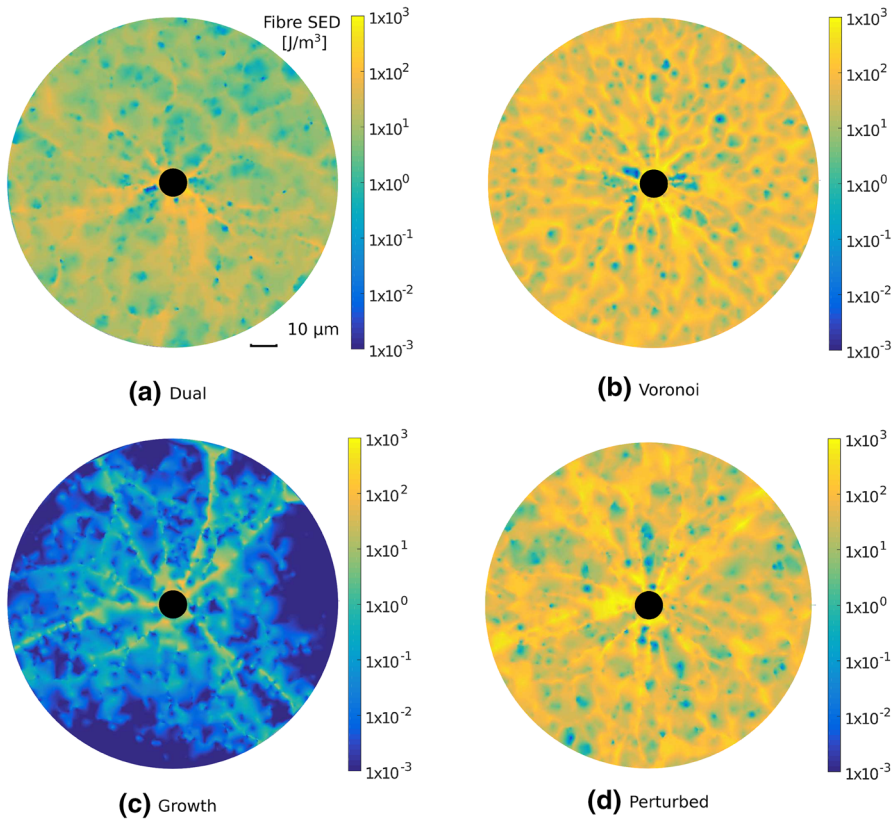 Fibre SED
[J/m³]
1x10³
1x10²
1x10¹
1x10⁰
1x10⁻¹
1x10⁻²
1x10⁻³
10 µm
(a) Dual
1x10³
1x10²
1x10¹
1x10⁰
1x10⁻¹
1x10⁻²
1x10⁻³
(b) Voronoi
1x10³
1x10²
1x10¹
1x10⁰
1x10⁻¹
1x10⁻²
1x10⁻³
(c) Growth
1x10³
1x10²
1x10¹
1x10⁰
1x10⁻¹
1x10⁻²
1x10⁻³
(d) Perturbed